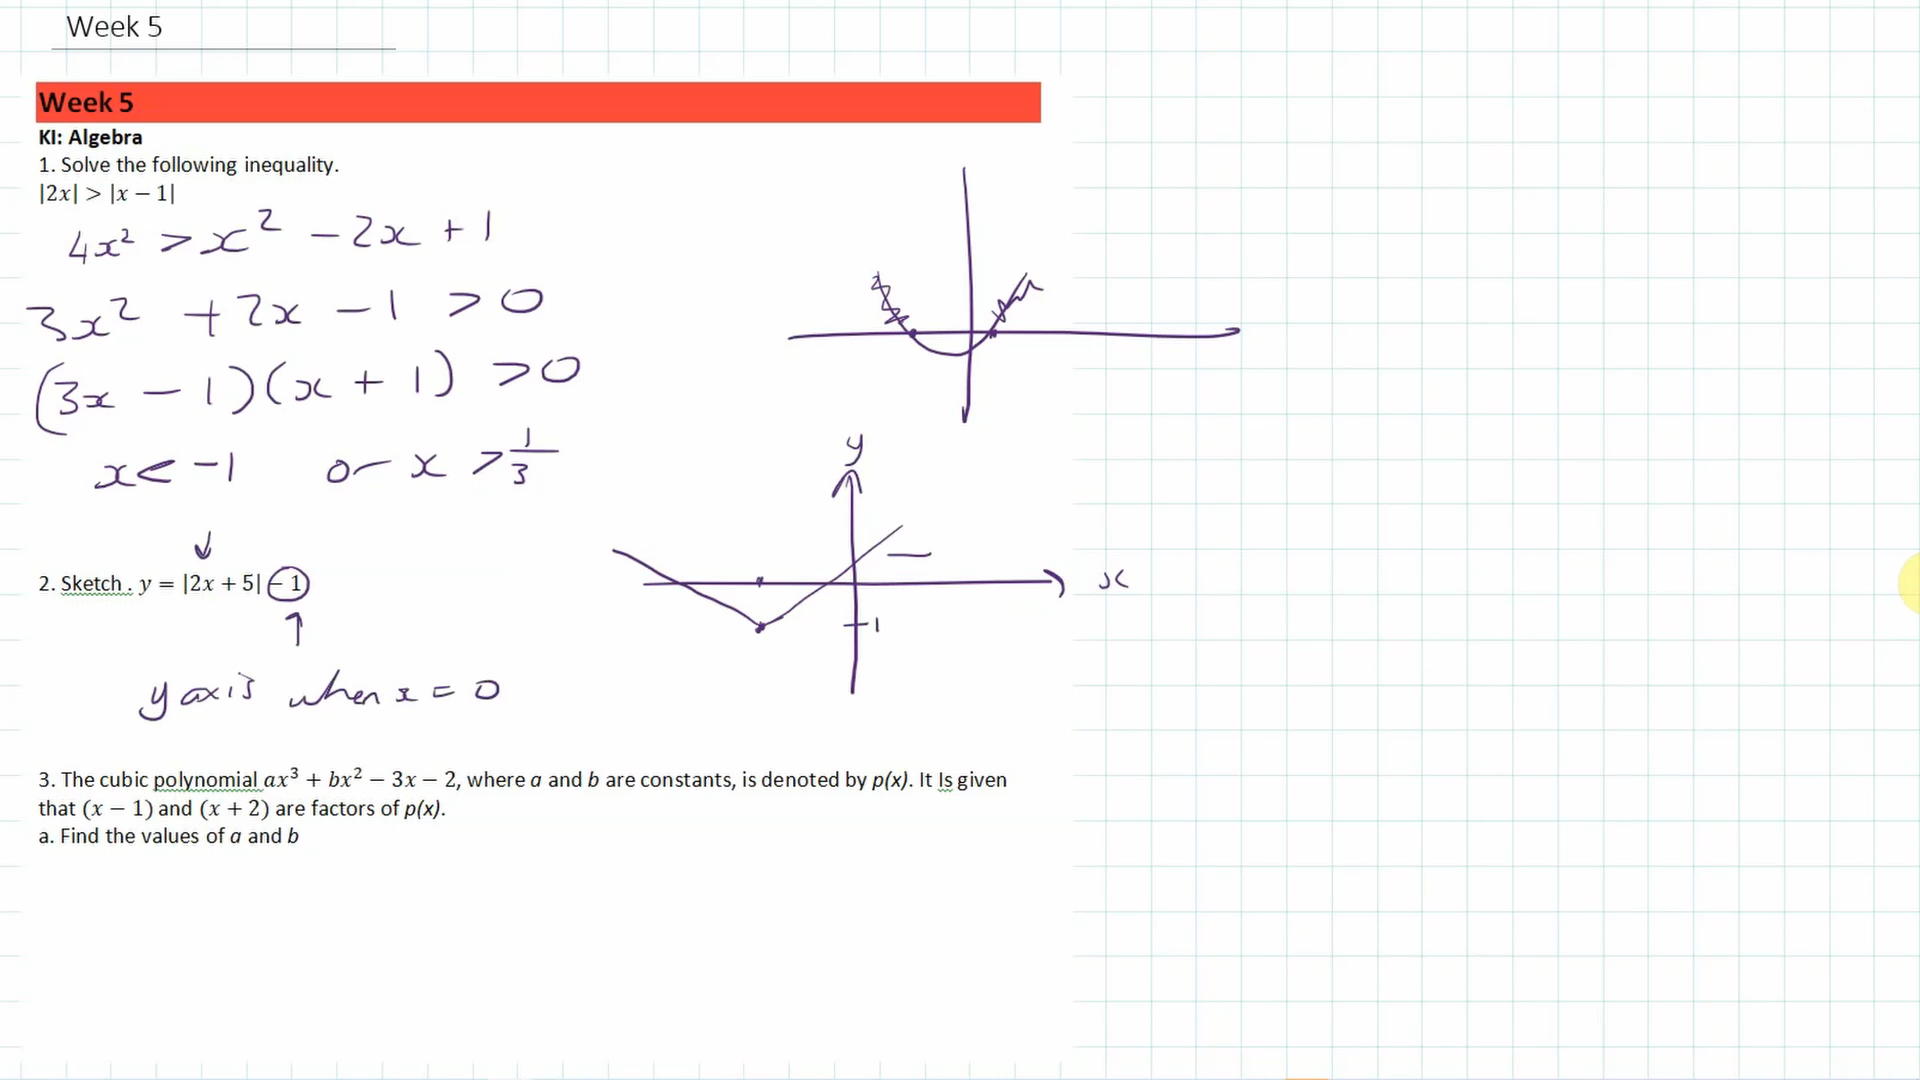 Week 5
Week 5
KI: Algebra
1. Solve the following inequality.
|2x| > |x − 1|
4x² > x² − 2x + 1
3x² + 2x − 1 > 0
(3x − 1)(x + 1) > 0
x < −1 or x > 1/3
y
2. Sketch . y = |2x + 5| − 1
x
1
y axis when x = 0
3. The cubic polynomial ax³ + bx² − 3x − 2, where a and b are constants, is denoted by p(x). It Is given
that (x − 1) and (x + 2) are factors of p(x).
a. Find the values of a and b